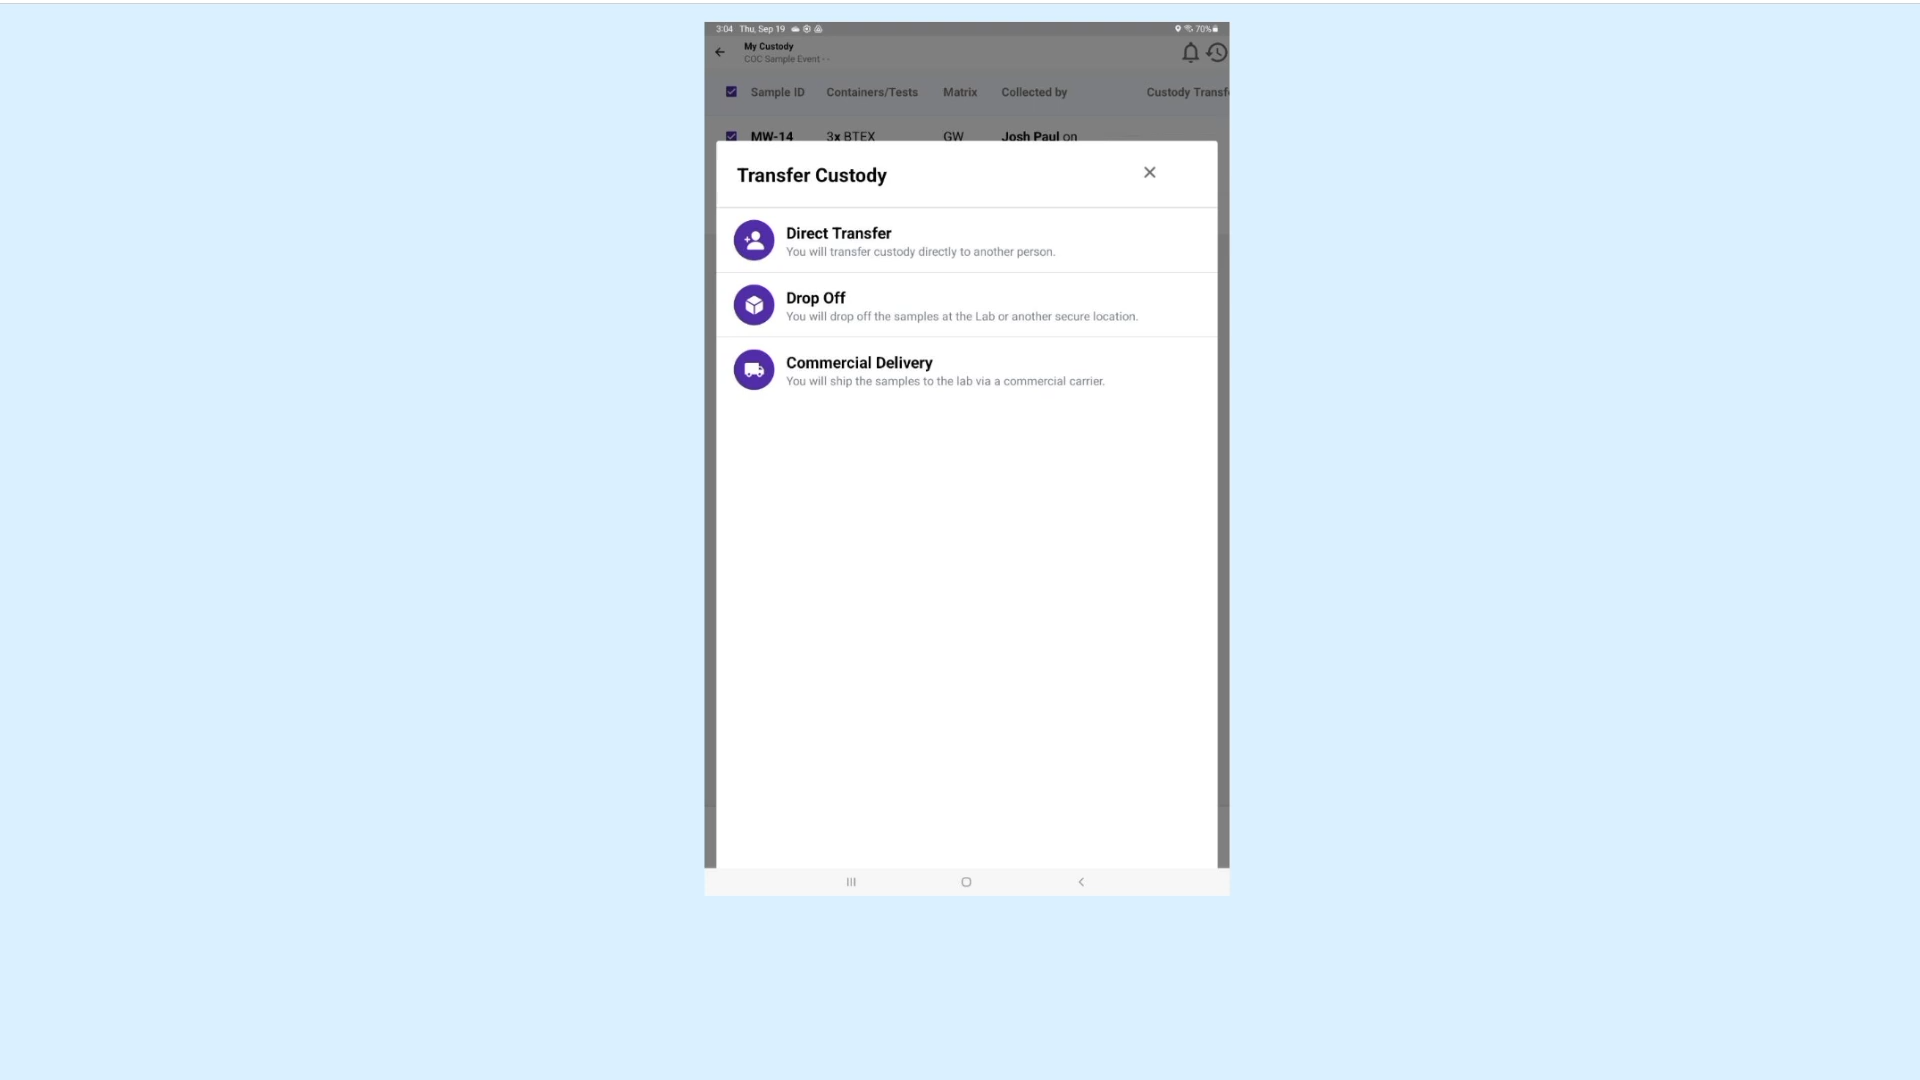 3:04 Thu, Sep 19
70%
My Custody
COC Sample Event - -
Sample ID Containers/Tests Matrix Collected by Custody Transf
MW-14 3x BTEX GW Josh Paul on
Transfer Custody
Direct Transfer
You will transfer custody directly to another person.
Drop Off
You will drop off the samples at the Lab or another secure location.
Commercial Delivery
You will ship the samples to the lab via a commercial carrier.